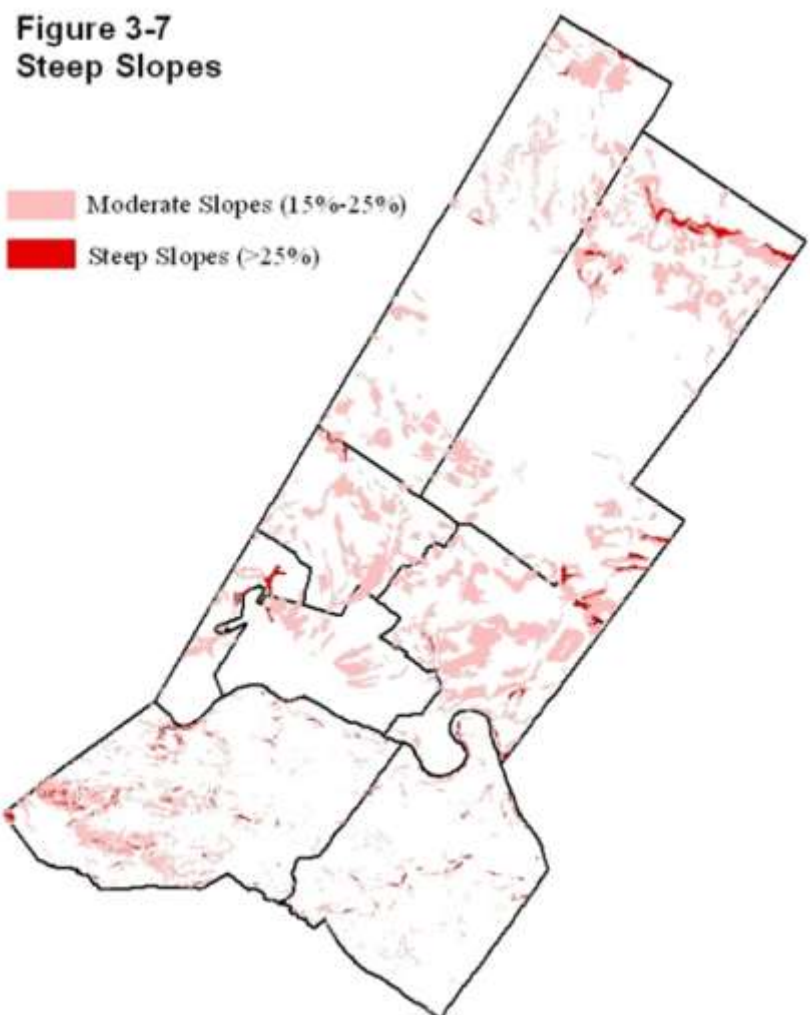 Figure 3-7
Steep Slopes
Moderate Slopes (15%-25%)
Steep Slopes (>25%)